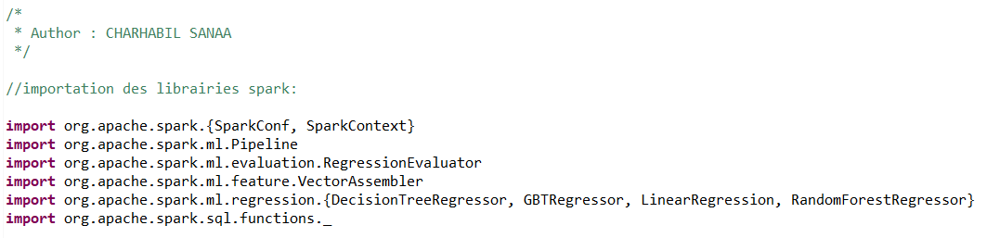 /*
* Author : CHARHABIL SANAA
*/
//importation des librairies spark:
import org.apache.spark.{SparkConf, SparkContext}
import org.apache.spark.ml.Pipeline
import org.apache.spark.ml.evaluation.RegressionEvaluator
import org.apache.spark.ml.feature.VectorAssembler
import org.apache.spark.ml.regression.{DecisionTreeRegressor, GBTRegressor, LinearRegression, RandomForestRegressor}
import org.apache.spark.sql.functions._